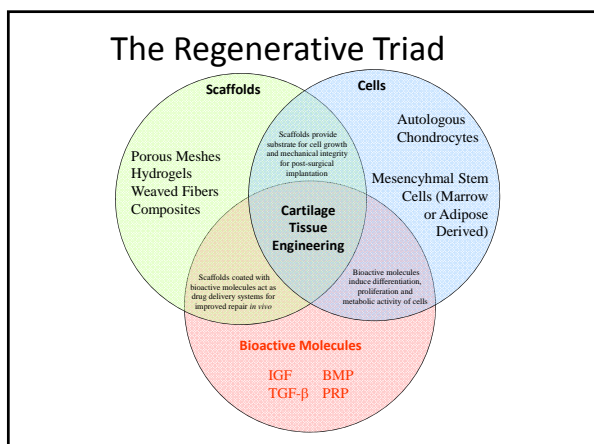 The Regenerative Triad
Scaffolds
Cells
Autologous
Chondrocytes
Scaffolds provide
substrate for cell growth
and mechanical integrity
for post-surgical
implantation
Porous Meshes
Hydrogels
Weaved Fibers
Composites
Mesencyhmal Stem
Cells (Marrow
or Adipose
Derived)
Cartilage
Tissue
Engineering
Scaffolds coated with
bioactive molecules act as
drug delivery systems for
improved repair in vivo
Bioactive molecules
induce differentiation,
proliferation and
metabolic activity of cells
Bioactive Molecules
IGF BMP
TGF-β PRP